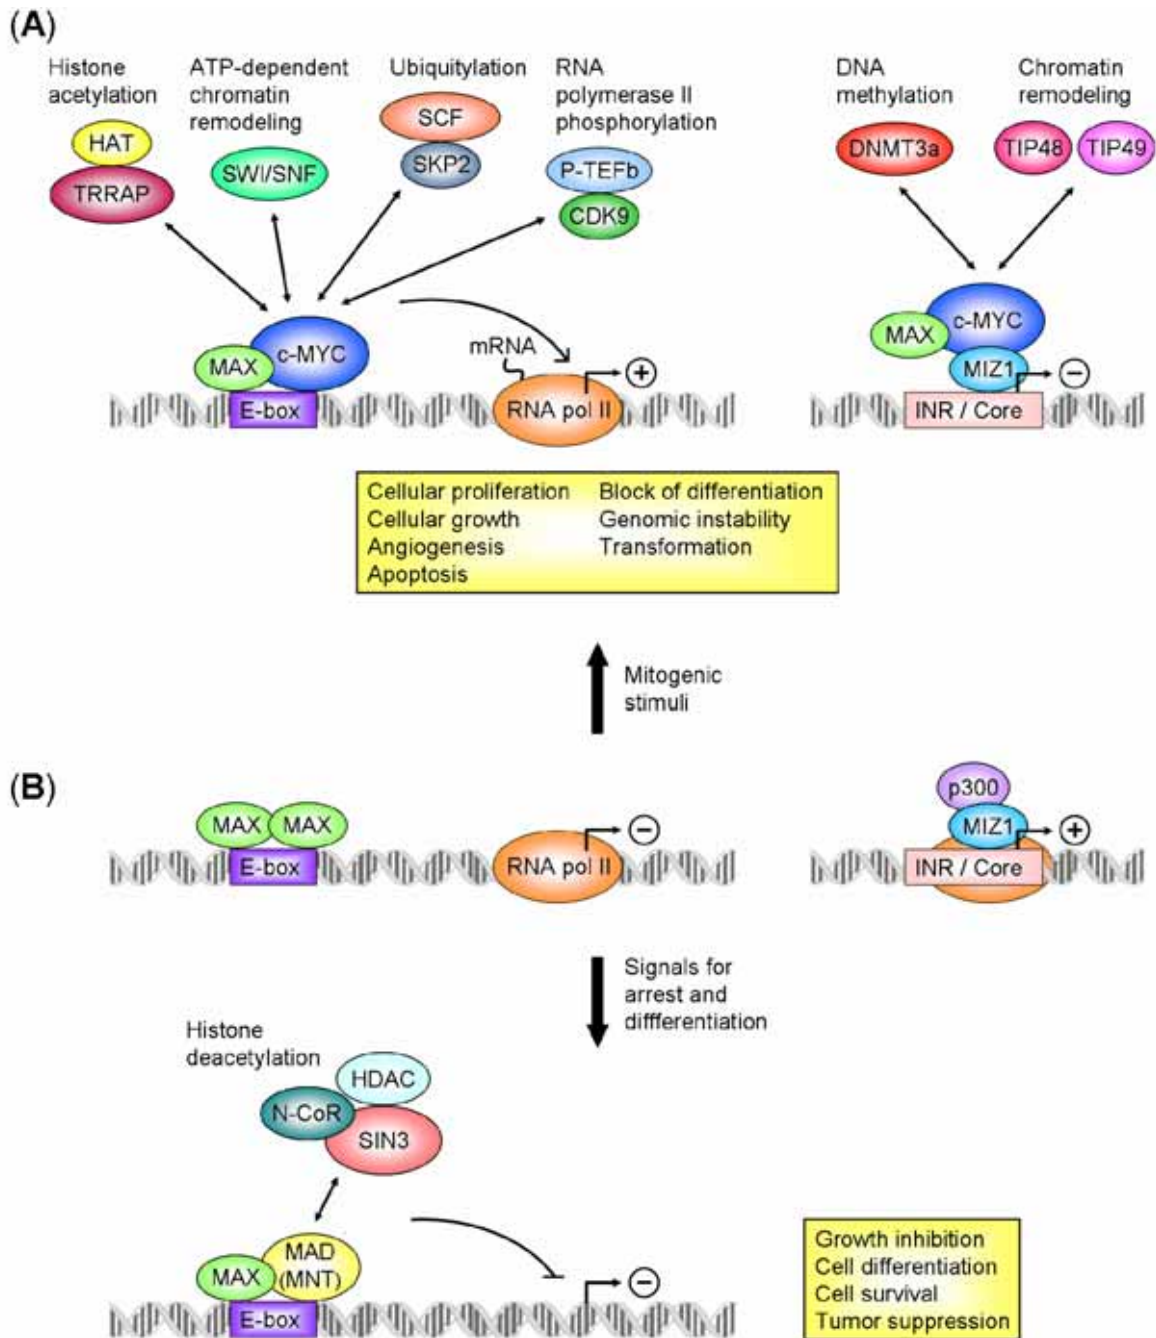 (A)
Histone
acetylation
HAT
TRRAP
ATP-dependent
chromatin
remodeling
SWI/SNF
Ubiquitylation
SCF
SKP2
RNA
polymerase II
phosphorylation
P-TEFb
CDK9
DNA
methylation
DNMT3a
Chromatin
remodeling
TIP48
TIP49
MAX
c-MYC
E-box
mRNA
RNA pol II
+
MAX
c-MYC
MIZ1
INR / Core
−
Cellular proliferation
Cellular growth
Angiogenesis
Apoptosis
Block of differentiation
Genomic instability
Transformation
Mitogenic
stimuli
(B)
MAX
MAX
E-box
RNA pol II
−
p300
MIZ1
INR / Core
+
Signals for
arrest and
diffferentiation
Histone
deacetylation
HDAC
N-CoR
SIN3
MAX
MAD
(MNT)
E-box
−
Growth inhibition
Cell differentiation
Cell survival
Tumor suppression